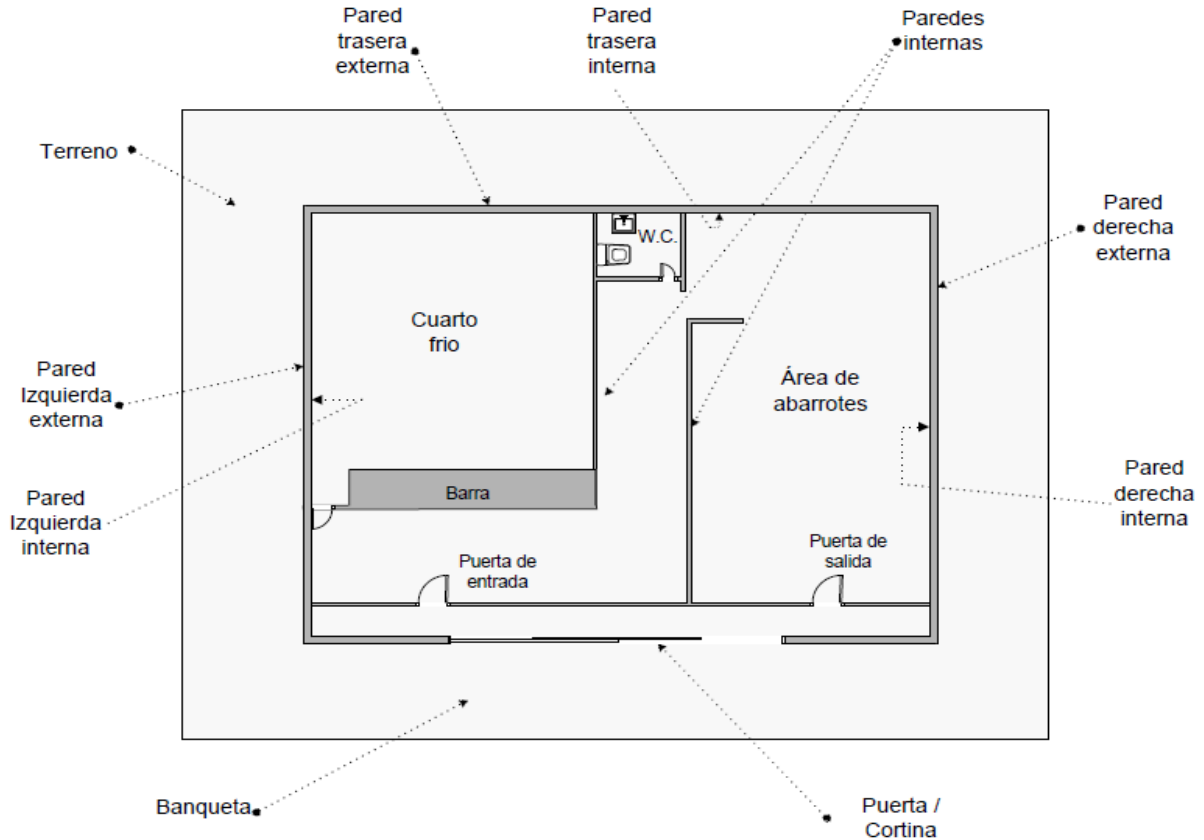 Pared
trasera
externa
Pared
trasera
interna
Paredes
internas
Terreno
Pared
derecha
externa
W.C.
Cuarto
frio
Área de
abarrotes
Pared
Izquierda
externa
Pared
Izquierda
interna
Barra
Pared
derecha
interna
Puerta de
entrada
Puerta de
salida
Banqueta
Puerta /
Cortina